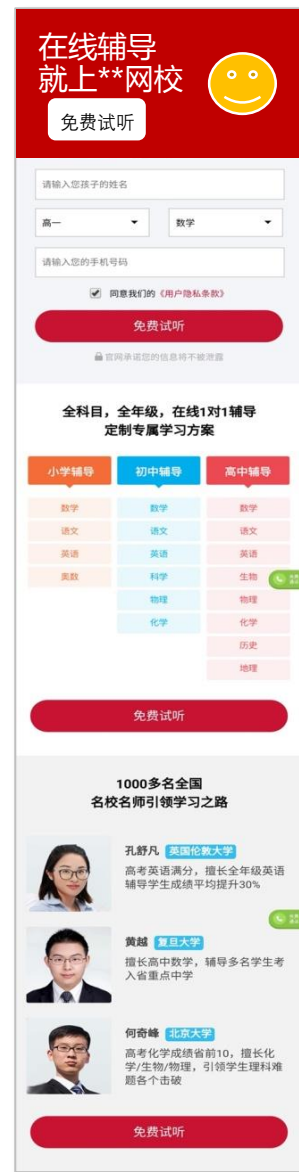 在线辅导
就上**网校
免费试听
请输入您孩子的姓名
高一 数学
请输入您的手机号码
同意我们的《用户隐私条款》
免费试听
官网承诺您的信息将不被泄露
全科目，全年级，在线1对1辅导
定制专属学习方案
小学辅导 初中辅导 高中辅导
数学 数学 数学
语文 语文 语文
英语 英语 英语
奥数 科学 生物
物理 物理
化学 化学
历史
地理
免费试听
1000多名全国
名校名师引领学习之路
孔舒凡 英国伦敦大学
高考英语满分，擅长全年级英语
辅导学生成绩平均提升30%
黄越 复旦大学
擅长高中数学，辅导多名学生考
入省重点中学
何奇峰 北京大学
高考化学成绩省前10，擅长化
学/生物/物理，引领学生理科难
题各个击破
免费试听